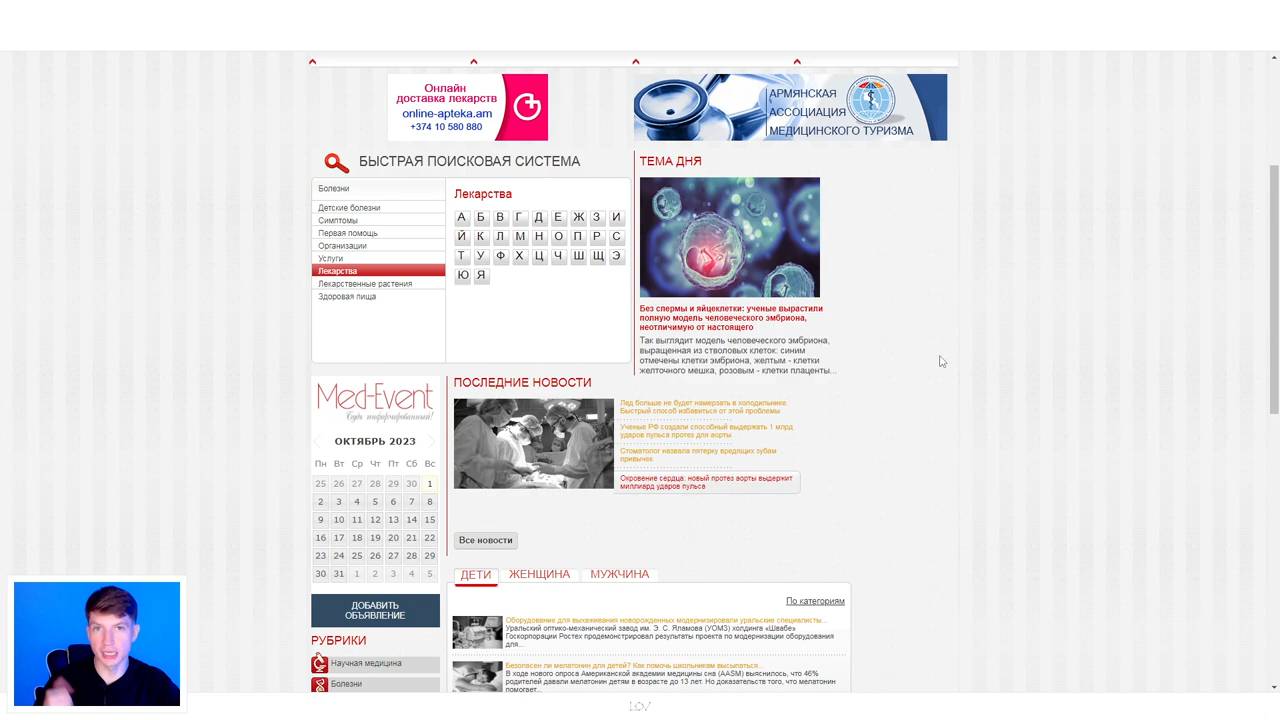 Онлайн
доставка лекарств
online-apteka.am
+374 10 580 880
АРМЯНСКАЯ
АССОЦИАЦИЯ
МЕДИЦИНСКОГО ТУРИЗМА
БЫСТРАЯ ПОИСКОВАЯ СИСТЕМА
Болезни
Детские болезни
Симптомы
Первая помощь
Организации
Услуги
Лекарства
Лекарственные растения
Здоровая пища
Лекарства
А Б В Г Д Е Ж З И
Й К Л М Н О П Р С
Т У Ф Х Ц Ч Ш Щ Э
Ю Я
ТЕМА ДНЯ
Без спермы и яйцеклетки: ученые вырастили
полную модель человеческого эмбриона,
неотличимую от настоящего
Так выглядит модель человеческого эмбриона,
выращенная из стволовых клеток: синим
отмечены клетки эмбриона, желтым - клетки
желточного мешка, розовым - клетки плаценты...
Med-Event
Будь информированный!
ОКТЯБРЬ 2023
Пн Вт Ср Чт Пт Сб Вс
25 26 27 28 29 30 1
2 3 4 5 6 7 8
9 10 11 12 13 14 15
16 17 18 19 20 21 22
23 24 25 26 27 28 29
30 31 1 2 3 4 5
ДОБАВИТЬ
ОБЪЯВЛЕНИЕ
РУБРИКИ
Научная медицина
Болезни
ПОСЛЕДНИЕ НОВОСТИ
Лед больше не будет намерзать в холодильнике.
Быстрый способ избавиться от этой проблемы
Ученые РФ создали способный выдержать 1 млрд
ударов пульса протез для аорты
Стоматолог назвала пятерку вредящих зубам
привычек
Окровение сердца: новый протез аорты выдержит
миллиард ударов пульса
Все новости
ДЕТИ ЖЕНЩИНА МУЖЧИНА
По категориям
Оборудование для выхаживания новорожденных модернизировали уральские специалисты...
Уральский оптико-механический завод им. Э. С. Яламова (УОМЗ) холдинга «Швабе»
Госкорпорации Ростех продемонстрировал результаты проекта по модернизации оборудования
для...
Безопасен ли мелатонин для детей? Как помочь школьникам высыпаться...
В ходе нового опроса Американской академии медицины сна (AASM) выяснилось, что 46%
родителей давали мелатонин детям в возрасте до 13 лет. Но доказательств того, что мелатонин
помогает...